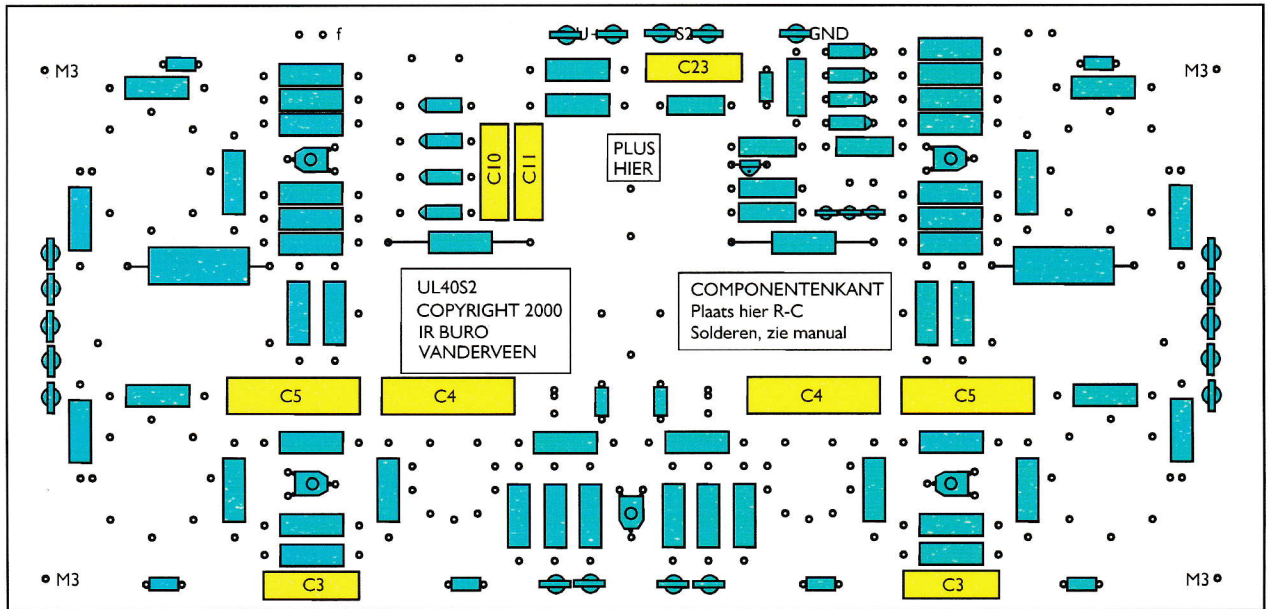 f
U+
S2
GND
M3
M3
C23
C10
C11
PLUS
HIER
UL40S2
COPYRIGHT 2000
IR BURO
VANDERVEEN
COMPONENTENKANT
Plaats hier R-C
Solderen, zie manual
C5
C4
C4
C5
M3
C3
C3
M3